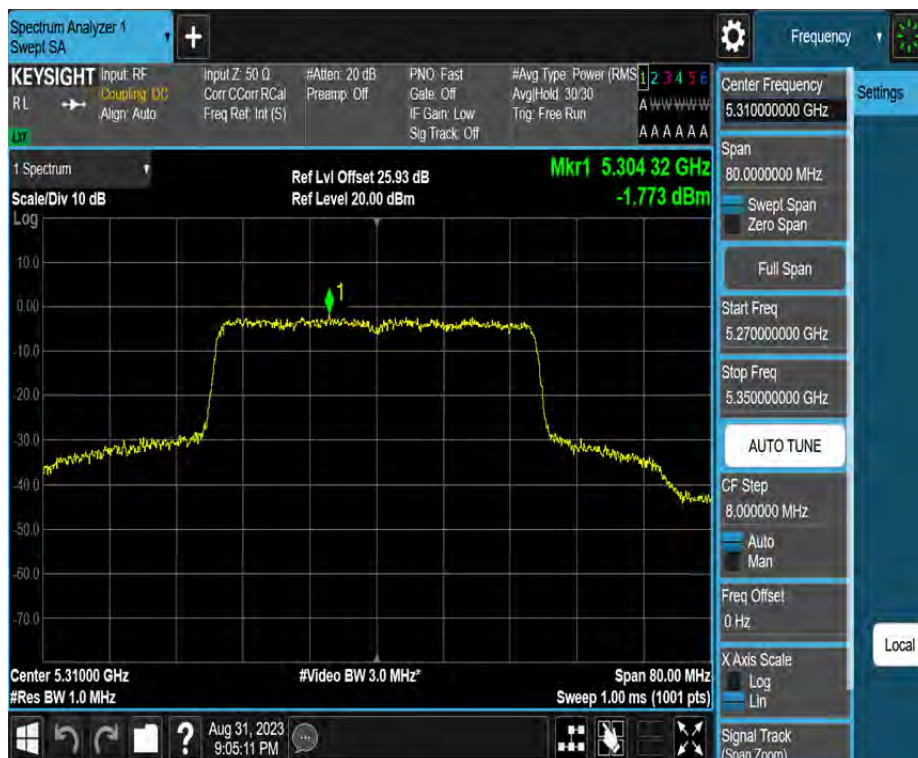 Spectrum Analyzer 1
Swept SA
+
Frequency
KEYSIGHT
RL
Input: RF
Coupling: DC
Align: Auto
Input Z: 50 Ω
Corr CCorr RCal
Freq Ref: Int (S)
#Atten: 20 dB
Preamp: Off
PNO: Fast
Gate: Off
IF Gain: Low
Sig Track: Off
#Avg Type: Power (RMS
Avg|Hold: 30/30
Trig: Free Run
1 2 3 4 5 6
A W W W W W
A A A A A A
1 Spectrum
Scale/Div 10 dB
Log
Ref Lvl Offset 25.93 dB
Ref Level 20.00 dBm
Mkr1 5.304 32 GHz
-1.773 dBm
10.0
0.00
-10.0
-20.0
-30.0
-40.0
-50.0
-60.0
-70.0
1
Center 5.31000 GHz
#Res BW 1.0 MHz
#Video BW 3.0 MHz*
Span 80.00 MHz
Sweep 1.00 ms (1001 pts)
?
Aug 31, 2023
9:05:11 PM
Center Frequency
5.310000000 GHz
Settings
Span
80.0000000 MHz
Swept Span
Zero Span
Full Span
Start Freq
5.270000000 GHz
Stop Freq
5.350000000 GHz
AUTO TUNE
CF Step
8.000000 MHz
Auto
Man
Freq Offset
0 Hz
Local
X Axis Scale
Log
Lin
Signal Track
(Span Zoom)